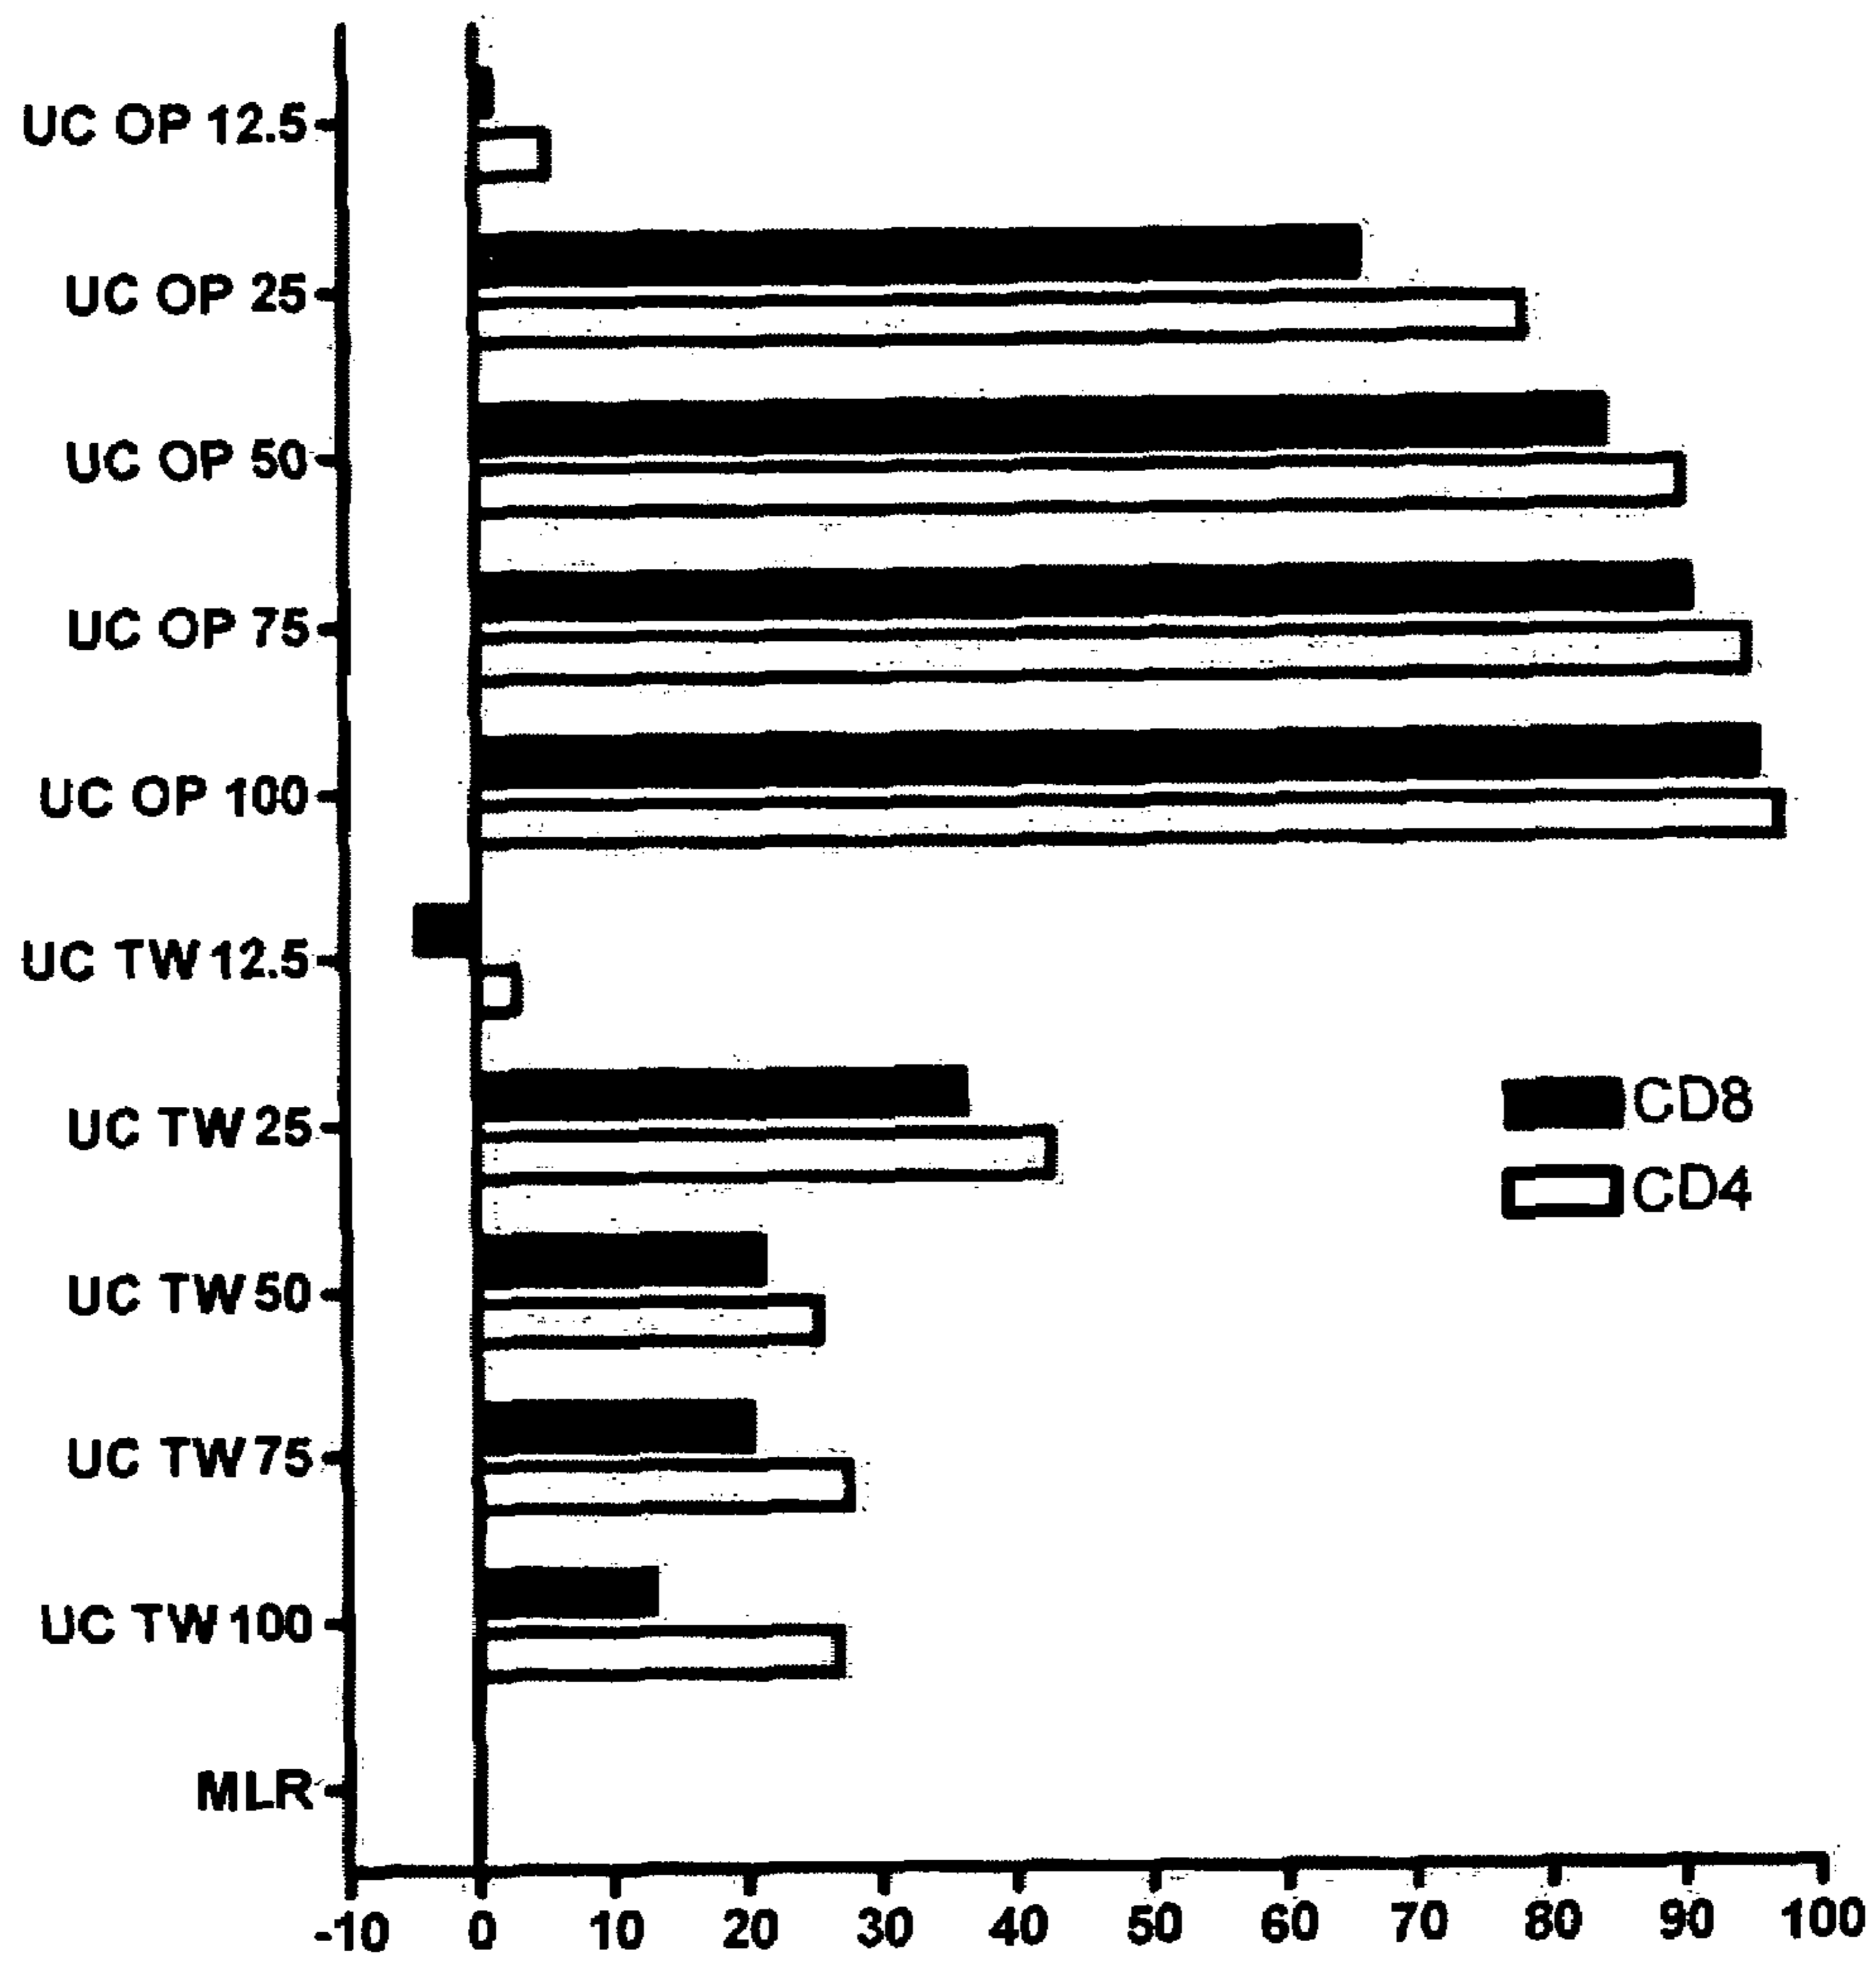 UC OP 12.5
UC OP 25
UC OP 50
UC OP 75
UC OP 100
UC TW 12.5
UC TW 25
UC TW 50
UC TW 75
UC TW 100
MLR
CD8
CD4
-10 0 10 20 30 40 50 60 70 80 90 100